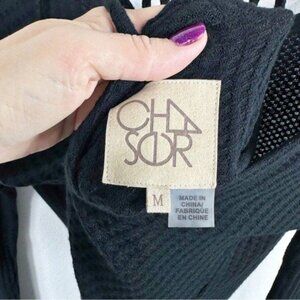 CHA
SER
M
MADE IN
CHINA/
FABRIQUÉ
EN CHINE